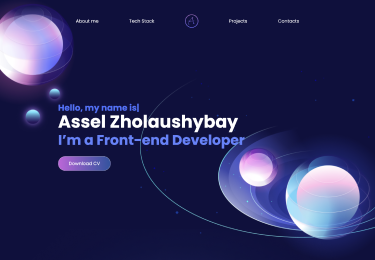 About me
Tech Stack
A
Projects
Contacts
Hello, my name is|
Assel Zholaushybay
I'm a Front-end Developer
Download CV